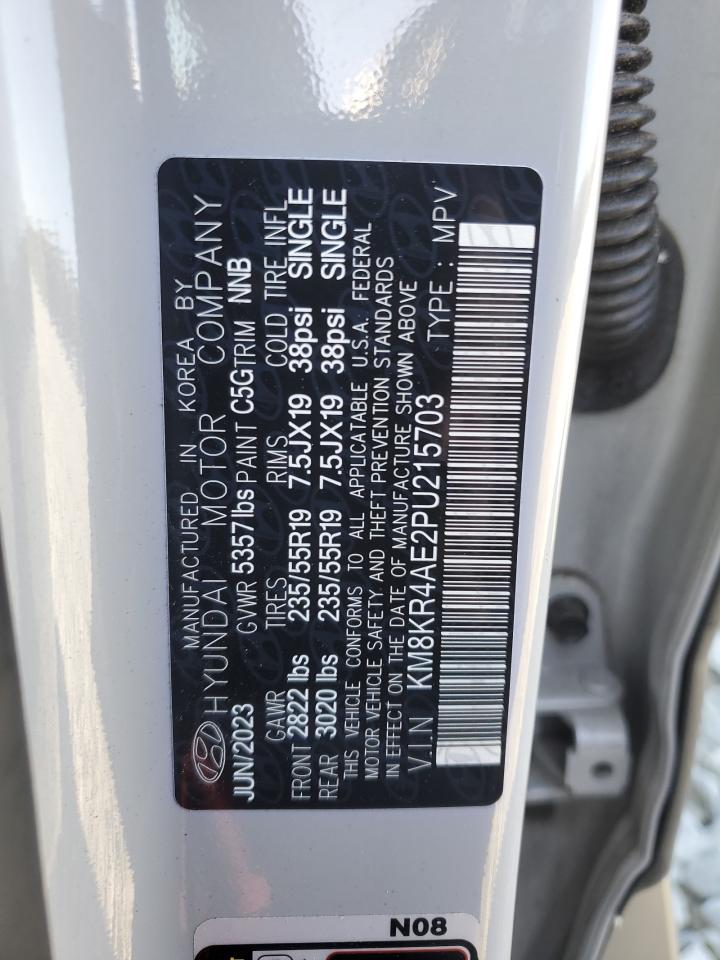 MANUFACTURED IN KOREA BY
HYUNDAI MOTOR COMPANY
JUN/2023 GVWR 5357lbs PAINT C5G TRIM NNB
GAWR TIRES RIMS COLD TIRE INFL
FRONT 2822 lbs 235/55R19 7.5JX19 38psi SINGLE
REAR 3020 lbs 235/55R19 7.5JX19 38psi SINGLE
THIS VEHICLE CONFORMS TO ALL APPLICATABLE U.S.A. FEDERAL
MOTOR VEHICLE SAFETY AND THEFT PREVENTION STANDARDS
IN EFFECT ON THE DATE OF MANUFACTURE SHOWN ABOVE
VIN KM8KR4AE2PU215703 TYPE : MPV
N08